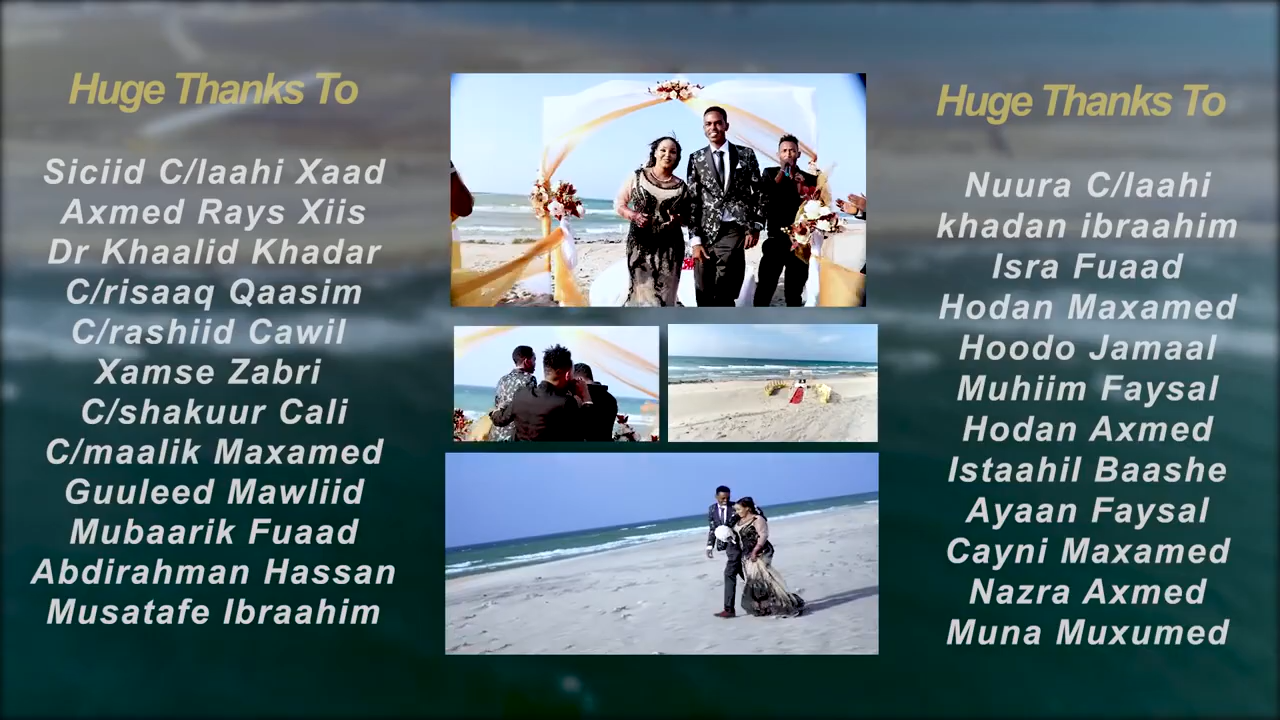 Huge Thanks To
Siciid C/laahi Xaad
Axmed Rays Xiis
Dr Khaalid Khadar
C/risaaq Qaasim
C/rashiid Cawil
Xamse Zabri
C/shakuur Cali
C/maalik Maxamed
Guuleed Mawliid
Mubaarik Fuaad
Abdirahman Hassan
Musatafe Ibraahim
Huge Thanks To
Nuura C/laahi
khadan ibraahim
Isra Fuaad
Hodan Maxamed
Hoodo Jamaal
Muhiim Faysal
Hodan Axmed
Istaahil Baashe
Ayaan Faysal
Cayni Maxamed
Nazra Axmed
Muna Muxumed